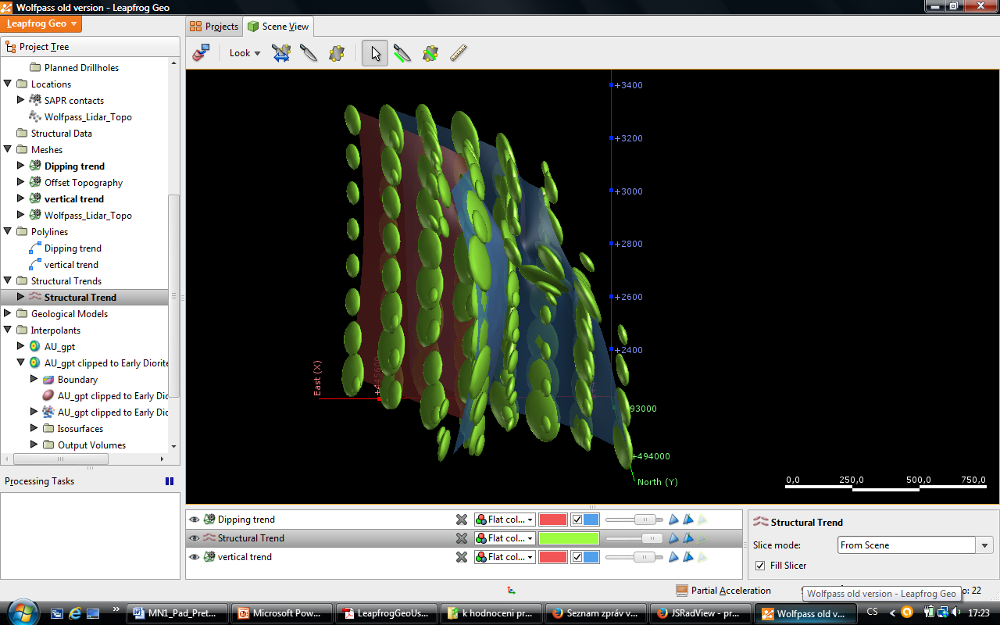 Wolfpass old version - Leapfrog Geo
Leapfrog Geo
Projects
Scene View
Project Tree
Look
Planned Drillholes
Locations
SAPR contacts
Wolfpass_Lidar_Topo
Structural Data
Meshes
Dipping trend
Offset Topography
vertical trend
Wolfpass_Lidar_Topo
Polylines
Dipping trend
vertical trend
Structural Trends
Structural Trend
Geological Models
Interpolants
AU_gpt
AU_gpt clipped to Early Diorite
Boundary
AU_gpt clipped to Early Dio
AU_gpt clipped to Early Dio
Isosurfaces
Output Volumes
Processing Tasks
+3400
+3200
+3000
+2800
+2600
+2400
East (X)
+445600
93000
+494000
North (Y)
0,0 250,0 500,0 750,0
Dipping trend Flat col...
Structural Trend Flat col...
vertical trend Flat col...
Structural Trend
Slice mode: From Scene
Fill Slicer
Partial Acceleration
o: 22
Wolfpass old version - Leapfrog Geo
MN1_Pad_Pret...
Microsoft Pow...
LeapfrogGeoUs...
k hodnoceni pr...
Seznam zpráv v...
JSRadView - pr...
Wolfpass old v...
CS
17:23